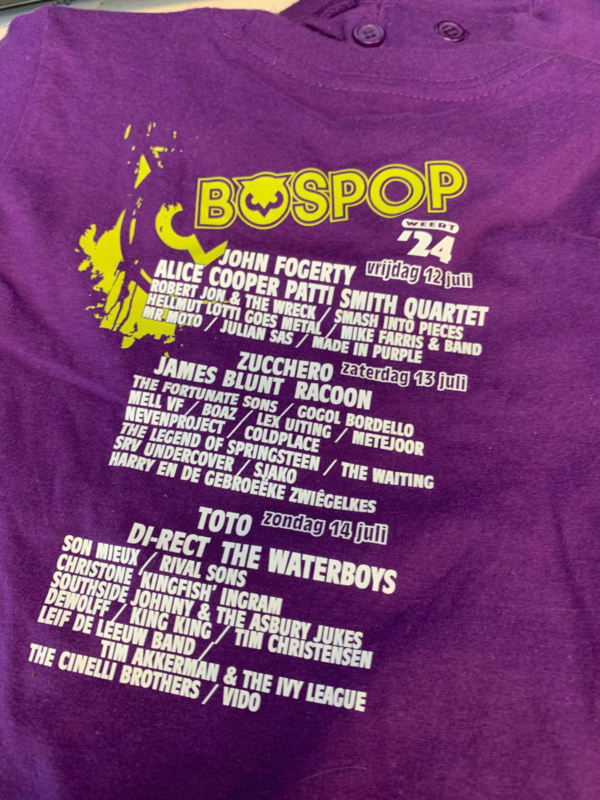 BOSPOP
WEERT
'24
JOHN FOGERTY vrijdag 12 juli
ALICE COOPER PATTI SMITH QUARTET
ROBERT JON & THE WRECK / SMASH INTO PIECES
HELLMUT LOTTI GOES METAL / MIKE FARRIS & BAND
MR.MOTO / JULIAN SAS / MADE IN PURPLE
ZUCCHERO zaterdag 13 juli
JAMES BLUNT RACOON
THE FORTUNATE SONS / GOGOL BORDELLO
MELL VF / BOAZ / LEX UITING / METEJOOR
NEVENPROJECT / COLDPLACE
THE LEGEND OF SPRINGSTEEN / THE WAITING
SRV UNDERCOVER / SJAKO
HARRY EN DE GEBROEËKE ZWIÊGELKES
TOTO zondag 14 juli
DI-RECT THE WATERBOYS
SON MIEUX / RIVAL SONS
CHRISTONE 'KINGFISH' INGRAM
SOUTHSIDE JOHNNY & THE ASBURY JUKES
DEWOLFF / KING KING / TIM CHRISTENSEN
LEIF DE LEEUW BAND /
TIM AKKERMAN & THE IVY LEAGUE
THE CINELLI BROTHERS / VIDO